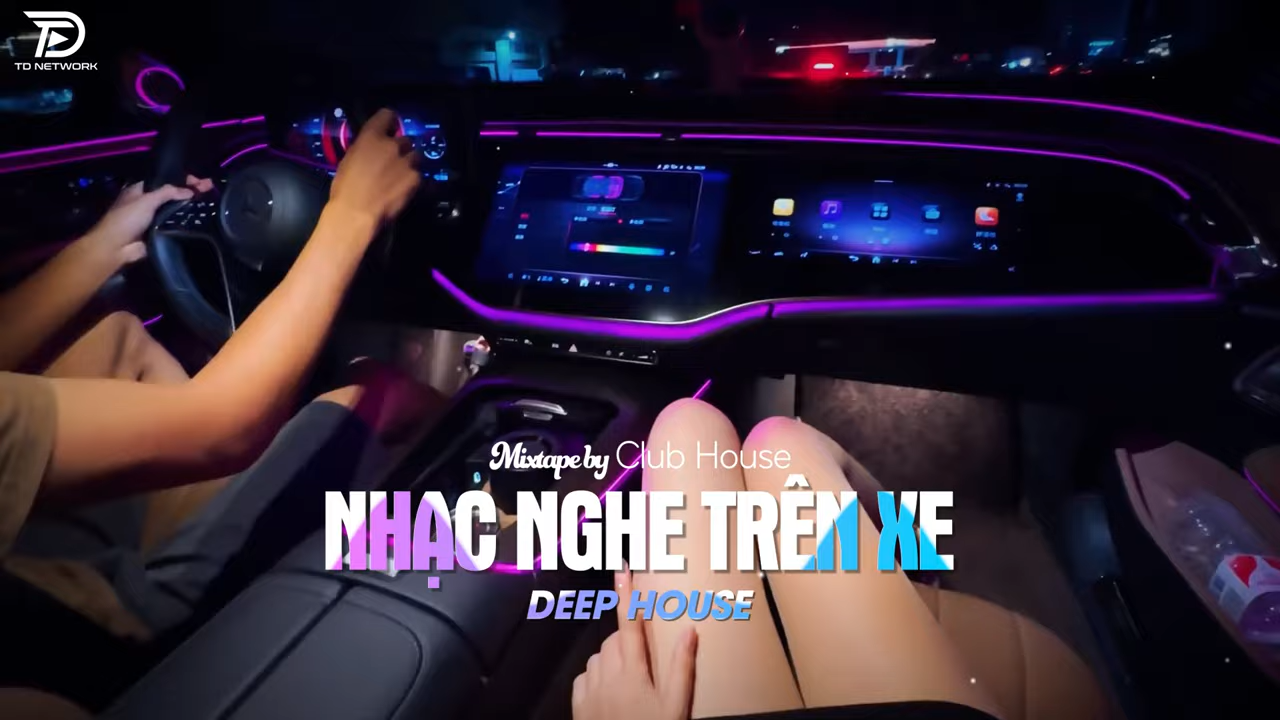 TD NETWORK
Mixtape by Club House
NHẠC NGHE TRÊN XE
DEEP HOUSE